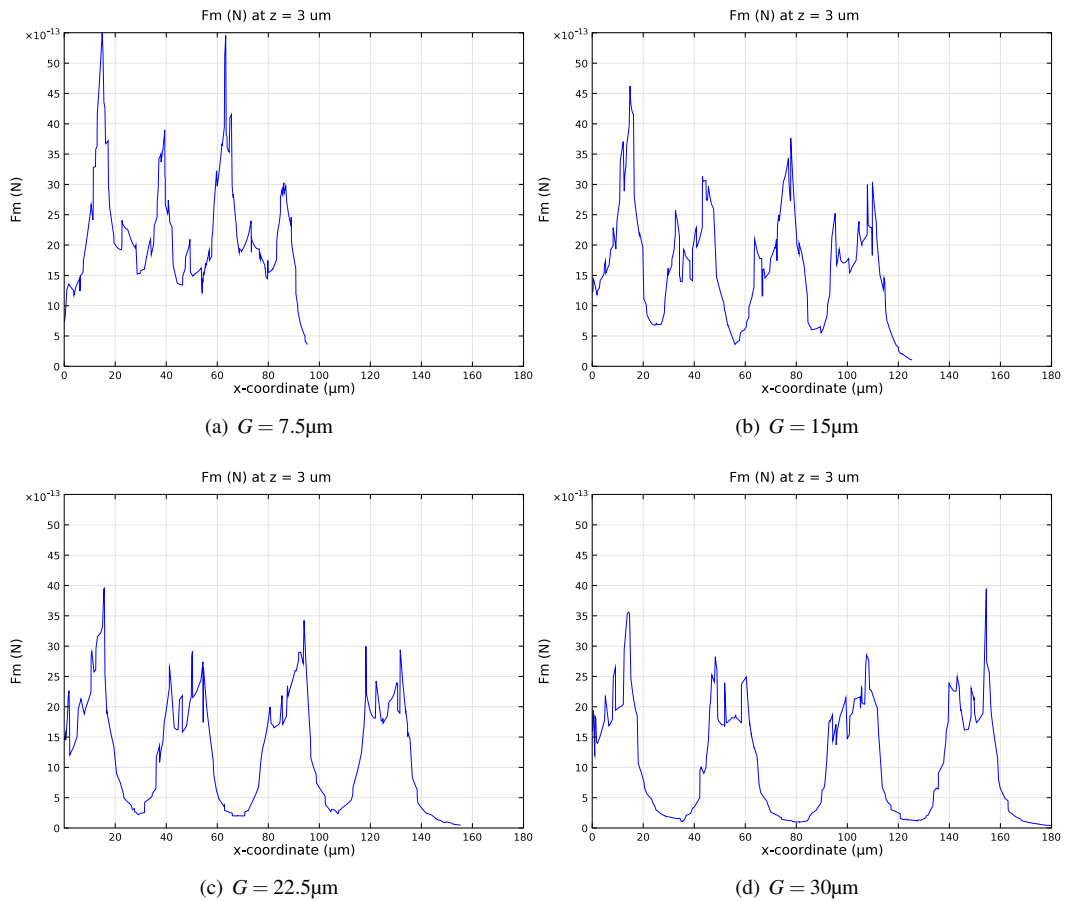 Fm (N) at z = 3 um
×10⁻¹³
50
45
40
35
30
25
20
15
10
5
0
Fm (N)
0 20 40 60 80 100 120 140 160 180
x-coordinate (µm)
(a) G = 7.5µm
Fm (N) at z = 3 um
×10⁻¹³
50
45
40
35
30
25
20
15
10
5
0
Fm (N)
0 20 40 60 80 100 120 140 160 180
x-coordinate (µm)
(b) G = 15µm
Fm (N) at z = 3 um
×10⁻¹³
50
45
40
35
30
25
20
15
10
5
0
Fm (N)
20 40 60 80 100 120 140 160 180
x-coordinate (µm)
(c) G = 22.5µm
Fm (N) at z = 3 um
×10⁻¹³
50
45
40
35
30
25
20
15
10
5
0
Fm (N)
0 20 40 60 80 100 120 140 160 180
x-coordinate (µm)
(d) G = 30µm